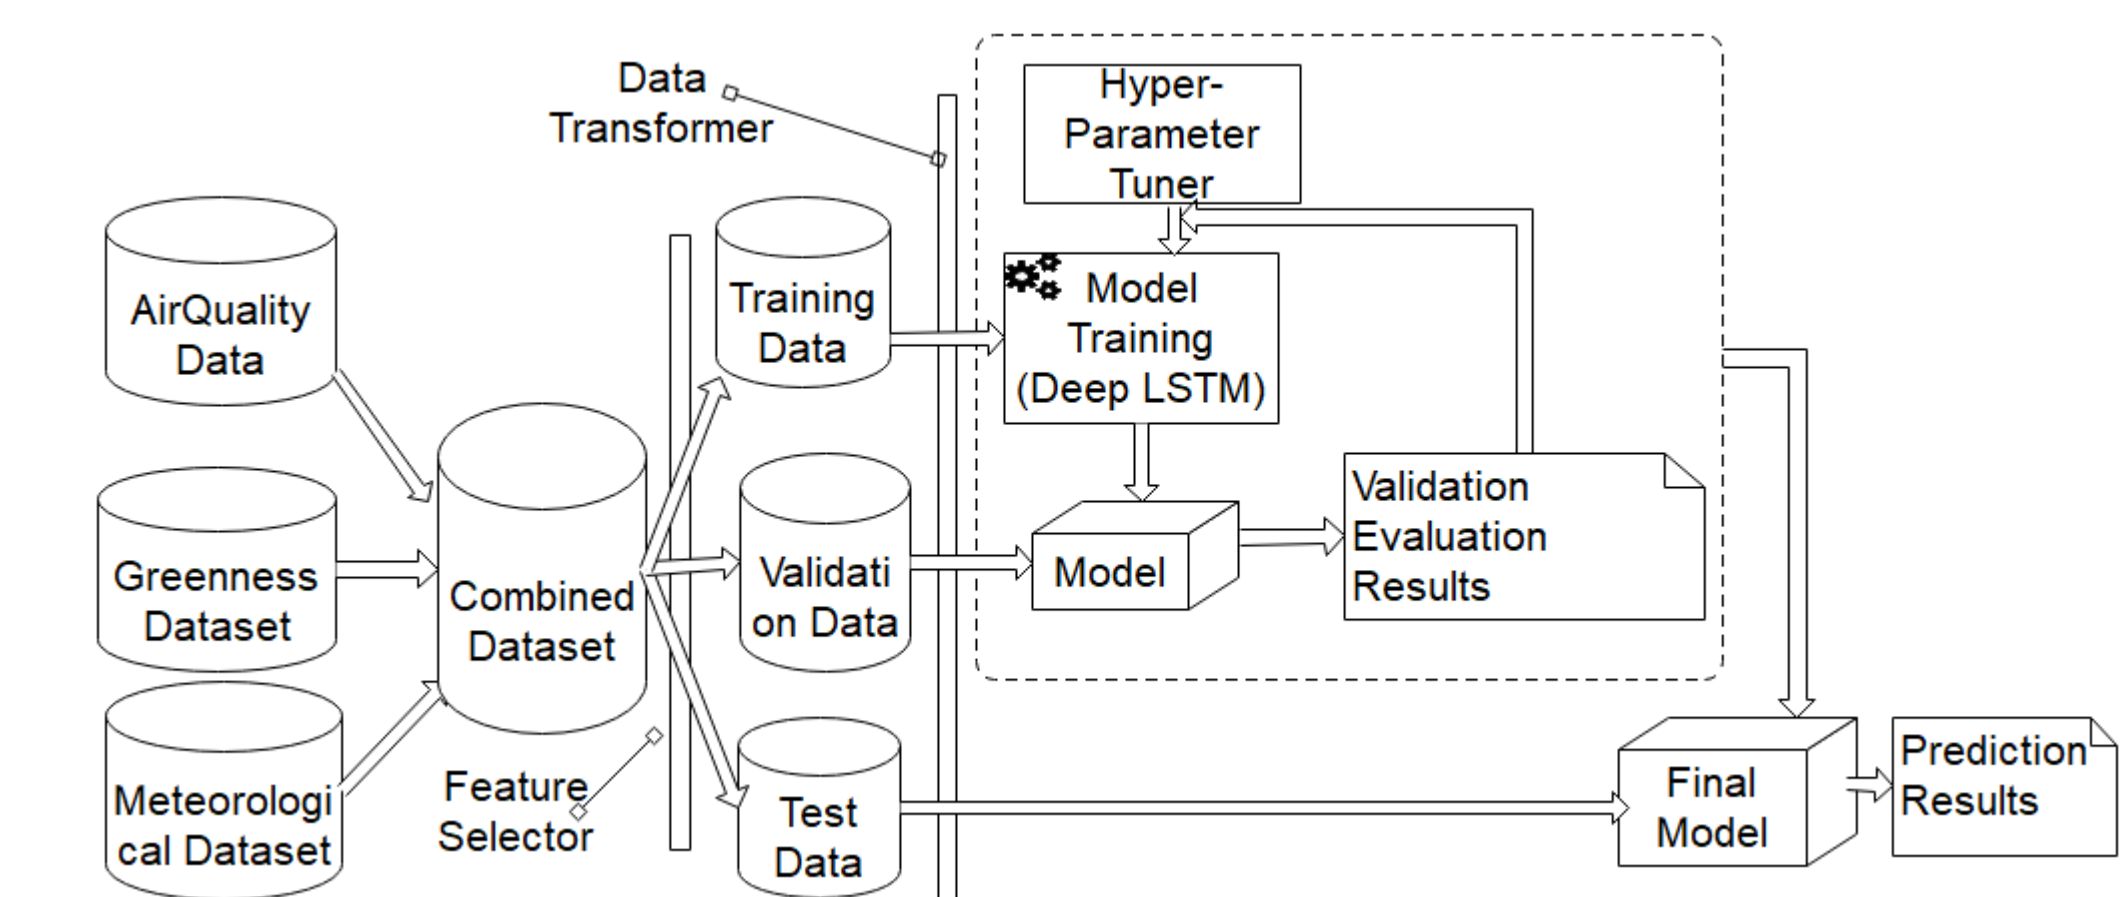 Data
Transformer
Hyper-
Parameter
Tuner
AirQuality
Data
Training
Data
Model
Training
(Deep LSTM)
Greenness
Dataset
Combined
Dataset
Validati
on Data
Model
Validation
Evaluation
Results
Meteorologi
cal Dataset
Feature
Selector
Test
Data
Final
Model
Prediction
Results